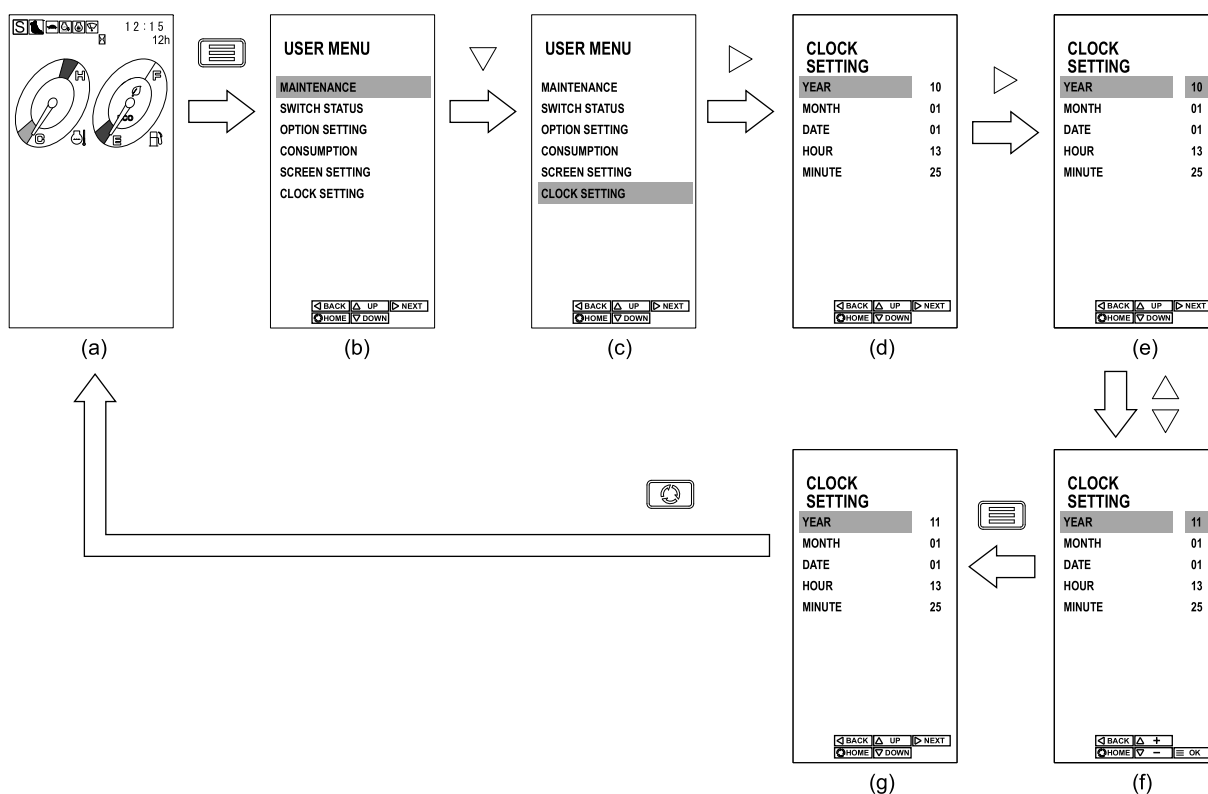 S 12:15
12h
H F
C E
USER MENU
MAINTENANCE
SWITCH STATUS
OPTION SETTING
CONSUMPTION
SCREEN SETTING
CLOCK SETTING
BACK UP NEXT
HOME DOWN
USER MENU
MAINTENANCE
SWITCH STATUS
OPTION SETTING
CONSUMPTION
SCREEN SETTING
CLOCK SETTING
BACK UP NEXT
HOME DOWN
CLOCK
SETTING
YEAR 10
MONTH 01
DATE 01
HOUR 13
MINUTE 25
BACK UP NEXT
HOME DOWN
CLOCK
SETTING
YEAR 10
MONTH 01
DATE 01
HOUR 13
MINUTE 25
BACK UP NEXT
HOME DOWN
(a) (b) (c) (d) (e)
CLOCK
SETTING
YEAR 11
MONTH 01
DATE 01
HOUR 13
MINUTE 25
BACK UP NEXT
HOME DOWN
CLOCK
SETTING
YEAR 11
MONTH 01
DATE 01
HOUR 13
MINUTE 25
BACK +
HOME − OK
(g) (f)